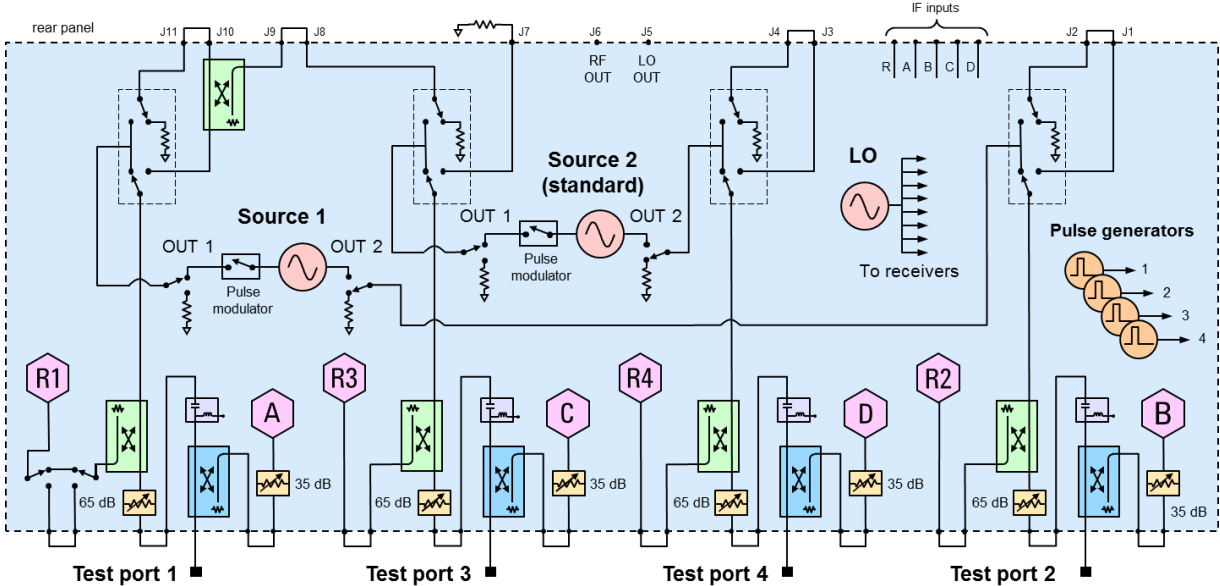 IF inputs
rear panel
J11
J10
J9
J8
J7
J6
J5
J4
J3
J2
J1
RF
OUT
LO
OUT
R
A
B
C
D
Source 1
Source 2
(standard)
LO
OUT 1
OUT 2
OUT 1
OUT 2
Pulse
modulator
Pulse
modulator
To receivers
Pulse generators
1
2
3
4
R1
A
R3
C
R4
D
R2
B
65 dB
35 dB
65 dB
35 dB
65 dB
35 dB
65 dB
35 dB
Test port 1
Test port 3
Test port 4
Test port 2